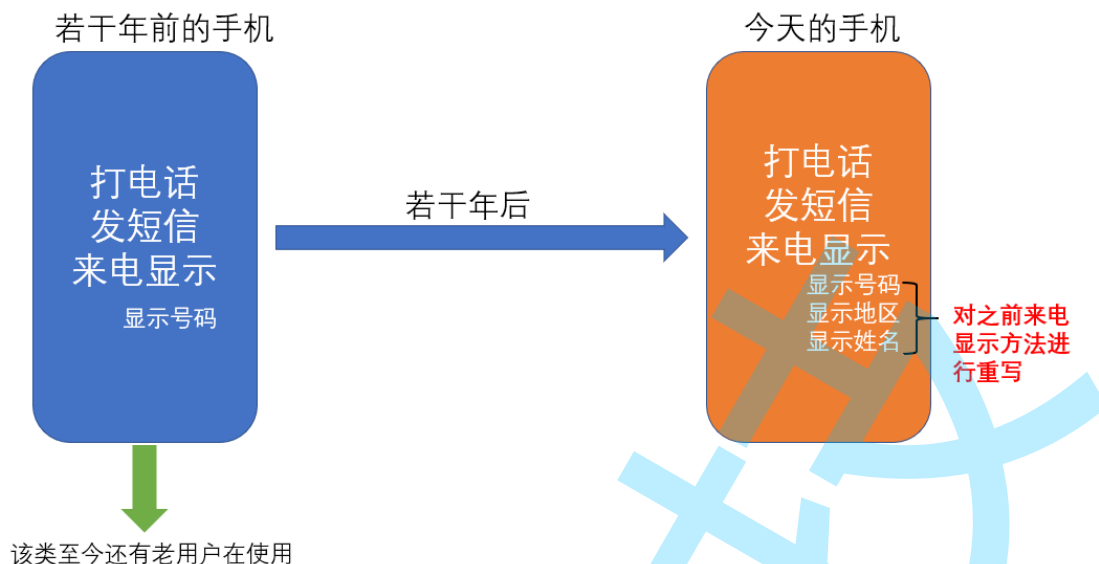 若干年前的手机
今天的手机
打电话
发短信
来电显示
显示号码
若干年后
打电话
发短信
来电显示
显示号码
显示地区
显示姓名
对之前来电
显示方法进
行重写
该类至今还有老用户在使用